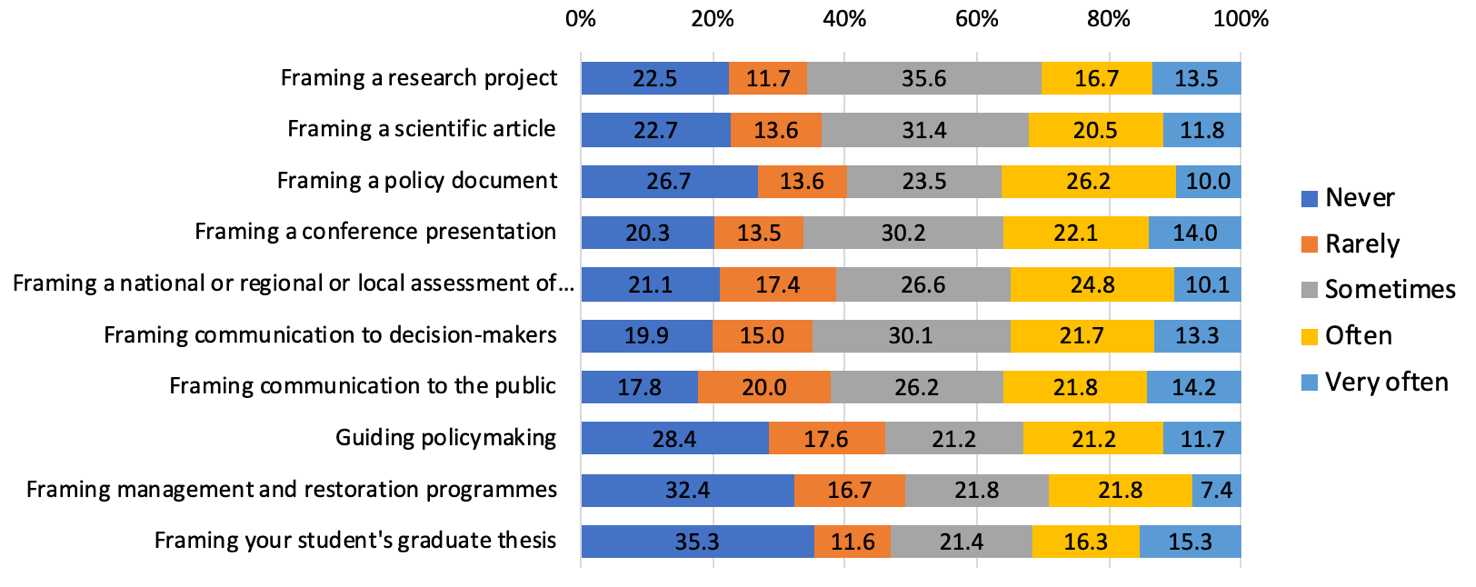 0% 20% 40% 60% 80% 100%
Framing a research project 22.5 11.7 35.6 16.7 13.5
Framing a scientific article 22.7 13.6 31.4 20.5 11.8
Framing a policy document 26.7 13.6 23.5 26.2 10.0
Framing a conference presentation 20.3 13.5 30.2 22.1 14.0
Framing a national or regional or local assessment of... 21.1 17.4 26.6 24.8 10.1
Framing communication to decision-makers 19.9 15.0 30.1 21.7 13.3
Framing communication to the public 17.8 20.0 26.2 21.8 14.2
Guiding policymaking 28.4 17.6 21.2 21.2 11.7
Framing management and restoration programmes 32.4 16.7 21.8 21.8 7.4
Framing your student's graduate thesis 35.3 11.6 21.4 16.3 15.3
Never
Rarely
Sometimes
Often
Very often